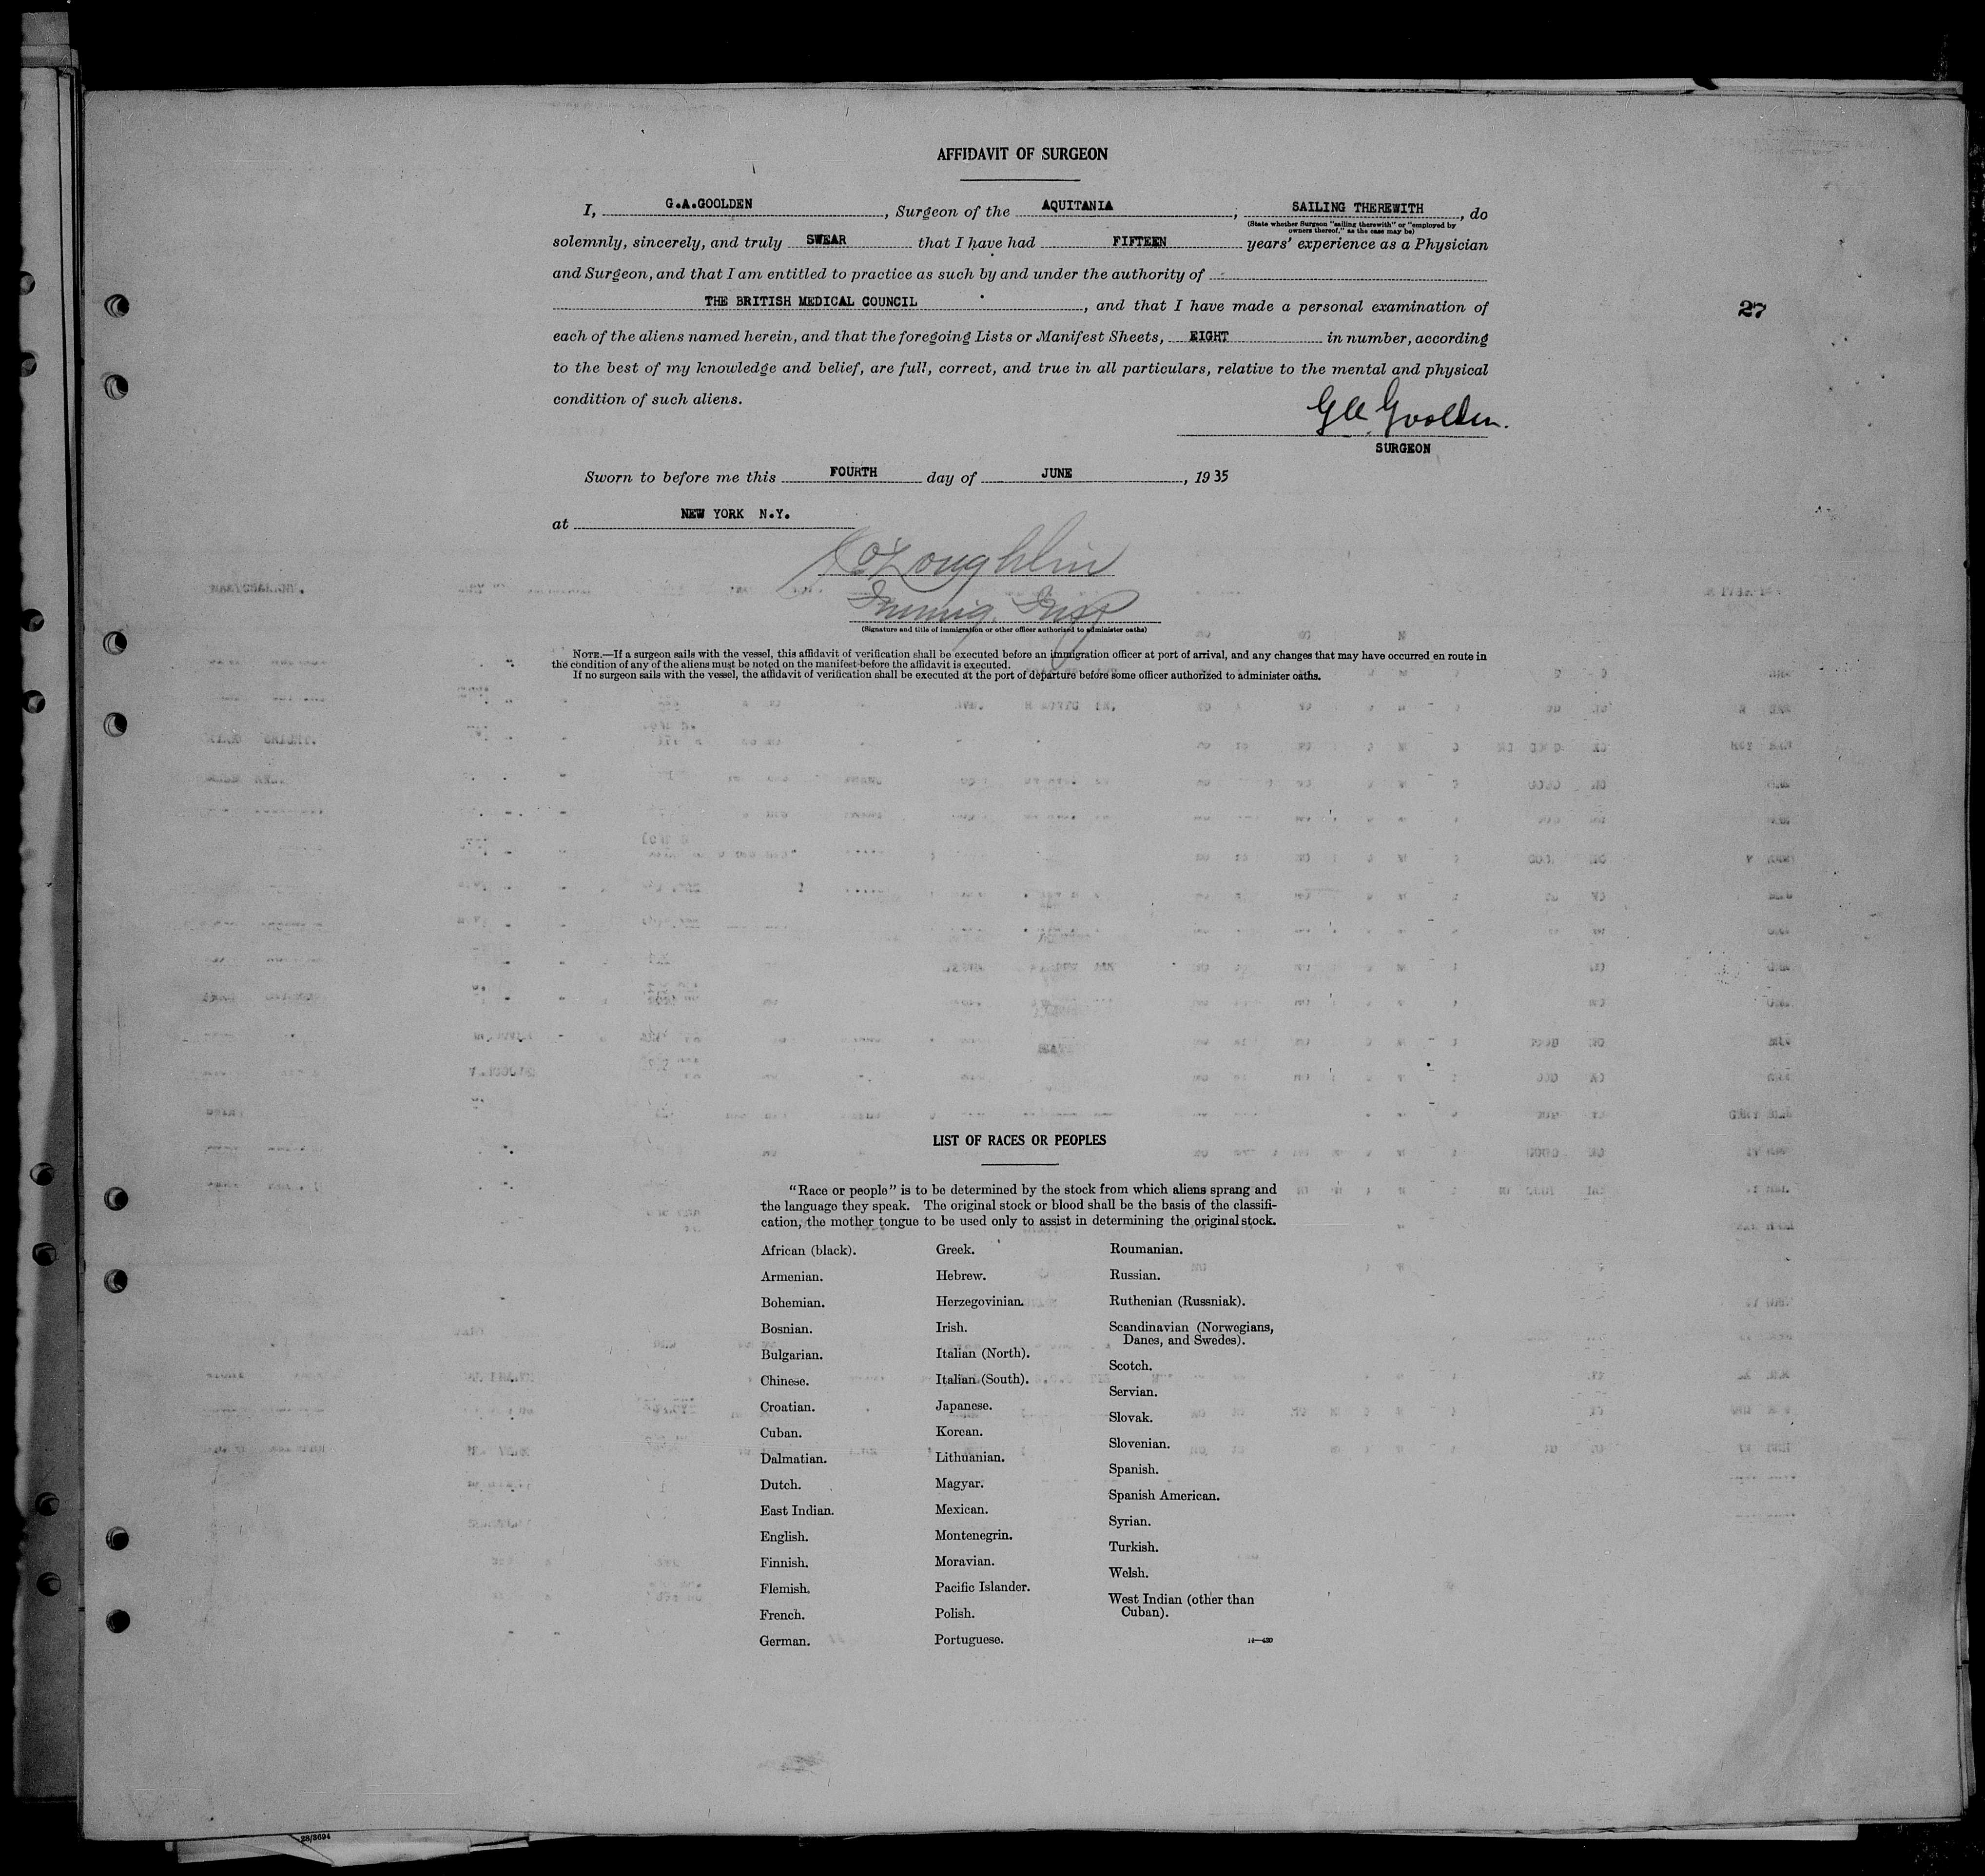 AFFIDAVIT OF SURGEON
I, G.A.GOOLDEN, Surgeon of the AQUITANIA, SAILING THEREWITH, do
(State whether Surgeon "sailing therewith" or "employed by
owners thereof," as the case may be)
solemnly, sincerely, and truly SWEAR that I have had FIFTEEN years' experience as a Physician
and Surgeon, and that I am entitled to practice as such by and under the authority of
THE BRITISH MEDICAL COUNCIL, and that I have made a personal examination of
27
each of the aliens named herein, and that the foregoing Lists or Manifest Sheets, EIGHT in number, according
to the best of my knowledge and belief, are full, correct, and true in all particulars, relative to the mental and physical
condition of such aliens.
GA Goolden.
SURGEON
Sworn to before me this FOURTH day of JUNE, 1935
at NEW YORK N.Y.
O'Loughlin
Immig. Insp
(Signature and title of immigration or other officer authorized to administer oaths)
NOTE.—If a surgeon sails with the vessel, this affidavit of verification shall be executed before an immigration officer at port of arrival, and any changes that may have occurred en route in
the condition of any of the aliens must be noted on the manifest before the affidavit is executed.
If no surgeon sails with the vessel, the affidavit of verification shall be executed at the port of departure before some officer authorized to administer oaths.
LIST OF RACES OR PEOPLES
"Race or people" is to be determined by the stock from which aliens sprang and
the language they speak. The original stock or blood shall be the basis of the classifi-
cation, the mother tongue to be used only to assist in determining the original stock.
African (black).
Armenian.
Bohemian.
Bosnian.
Bulgarian.
Chinese.
Croatian.
Cuban.
Dalmatian.
Dutch.
East Indian.
English.
Finnish.
Flemish.
French.
German.
Greek.
Hebrew.
Herzegovinian.
Irish.
Italian (North).
Italian (South).
Japanese.
Korean.
Lithuanian.
Magyar.
Mexican.
Montenegrin.
Moravian.
Pacific Islander.
Polish.
Portuguese.
Roumanian.
Russian.
Ruthenian (Russniak).
Scandinavian (Norwegians,
Danes, and Swedes).
Scotch.
Servian.
Slovak.
Slovenian.
Spanish.
Spanish American.
Syrian.
Turkish.
Welsh.
West Indian (other than
Cuban).
14—430
28/3694